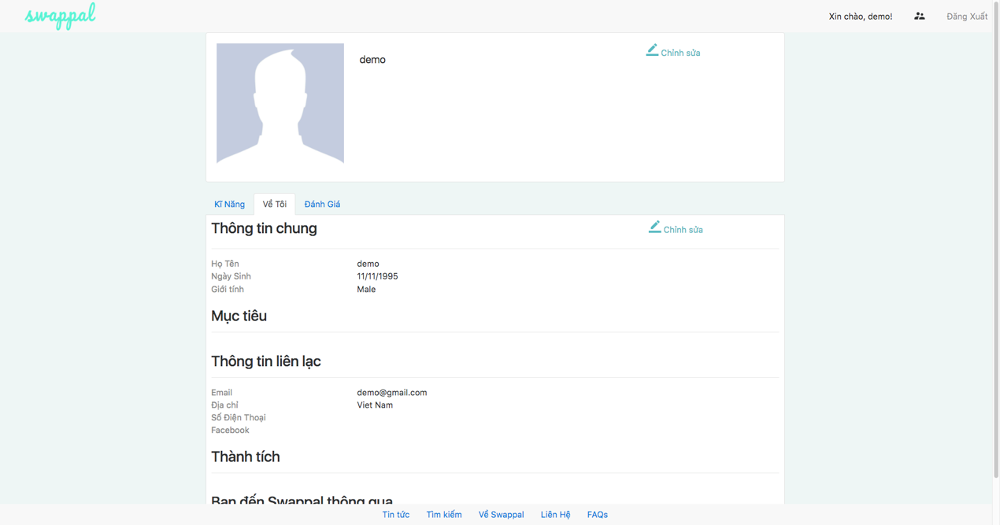 swappal
Xin chào, demo!
Đăng Xuất
demo
Chỉnh sửa
Kĩ Năng
Về Tôi
Đánh Giá
Thông tin chung
Chỉnh sửa
Họ Tên demo
Ngày Sinh 11/11/1995
Giới tính Male
Mục tiêu
Thông tin liên lạc
Email demo@gmail.com
Địa chỉ Viet Nam
Số Điện Thoại
Facebook
Thành tích
Bạn đến Swappal thông qua
Tin tức
Tìm kiếm
Về Swappal
Liên Hệ
FAQs